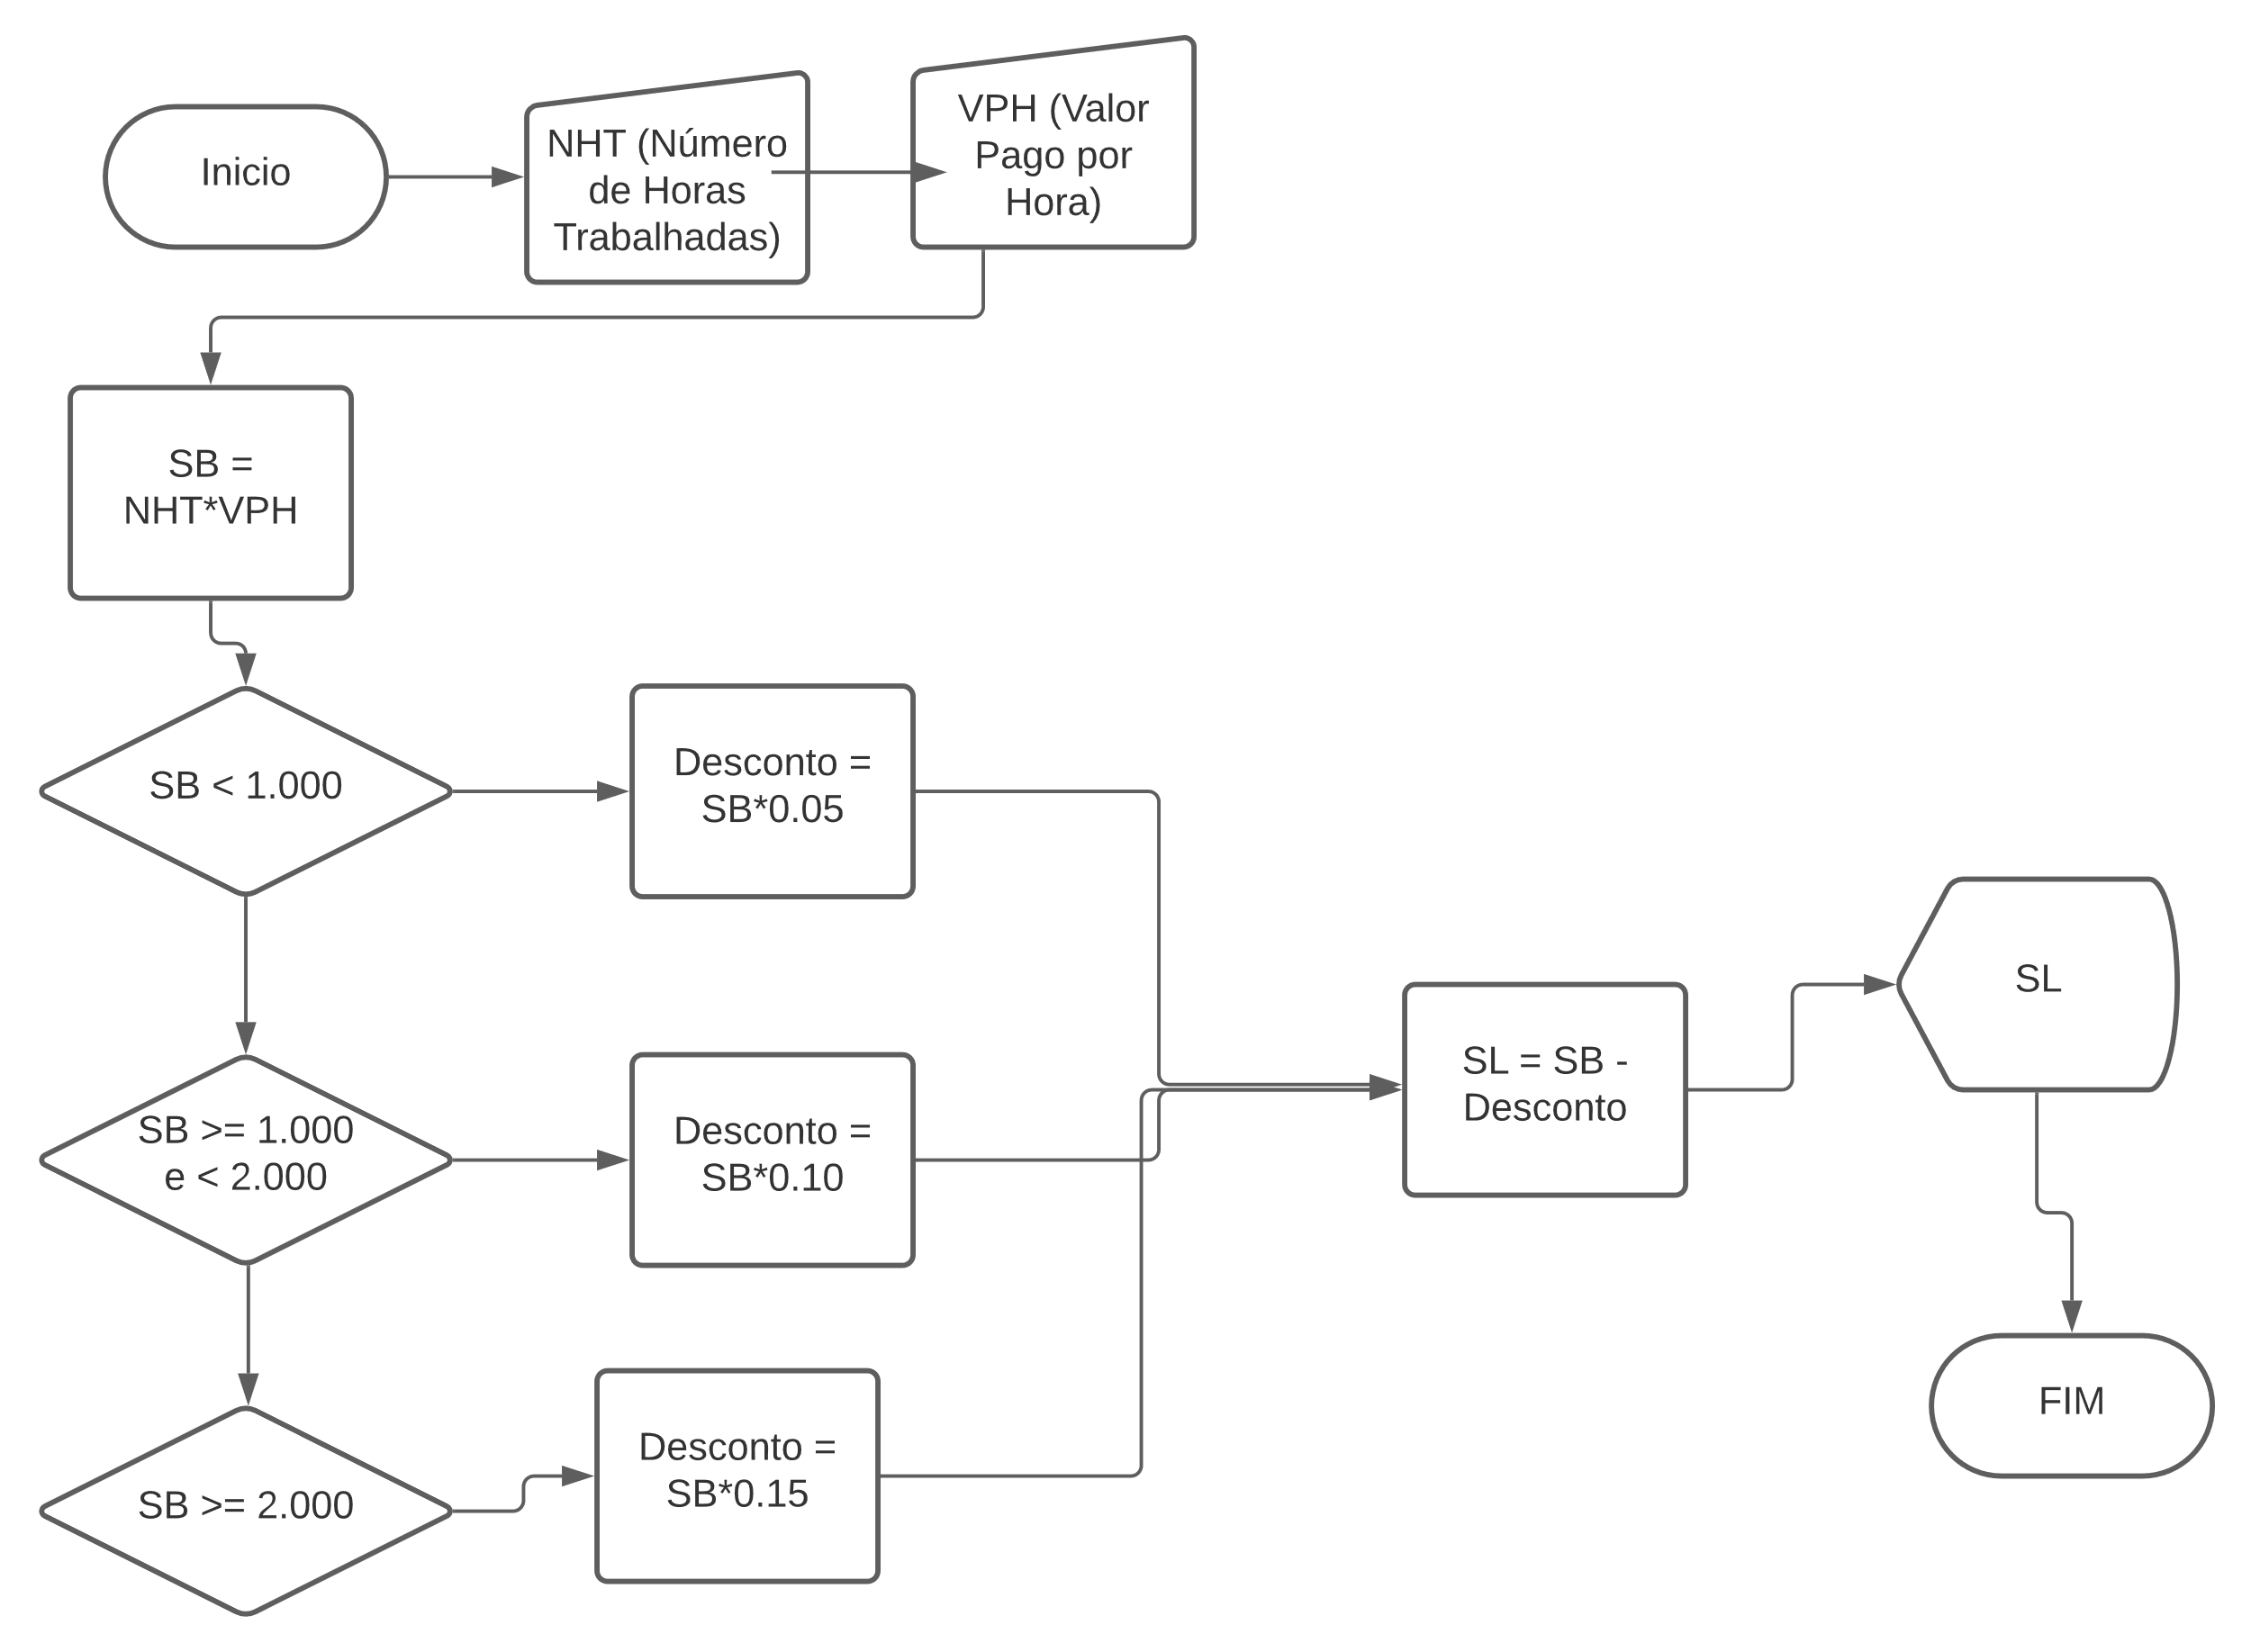 Inicio
NHT (Número
de Horas
Trabalhadas)
VPH (Valor
Pago por
Hora)
SB =
NHT*VPH
SB < 1.000
Desconto =
SB*0.05
SB >= 1.000
e < 2.000
Desconto =
SB*0.10
SB >= 2.000
Desconto =
SB*0.15
SL = SB -
Desconto
SL
FIM